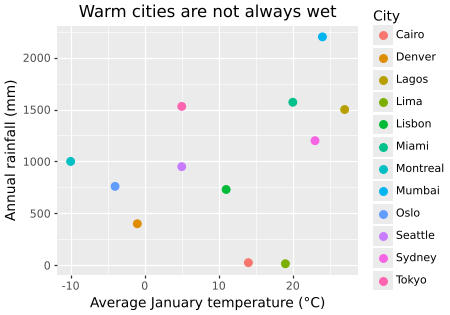 Warm cities are not always wet
City
Cairo
Denver
Lagos
Lima
Lisbon
Miami
Montreal
Mumbai
Oslo
Seattle
Sydney
Tokyo
Annual rainfall (mm)
2000
1500
1000
500
0
-10 0 10 20
Average January temperature (°C)